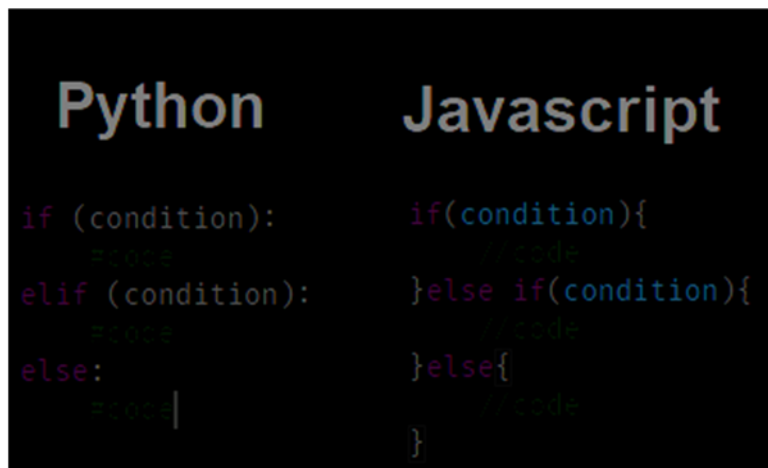 Python
if (condition):
#code
elif (condition):
#code
else:
#code
Javascript
if(condition){
//code
}else if(condition){
//code
}else{
//code
}